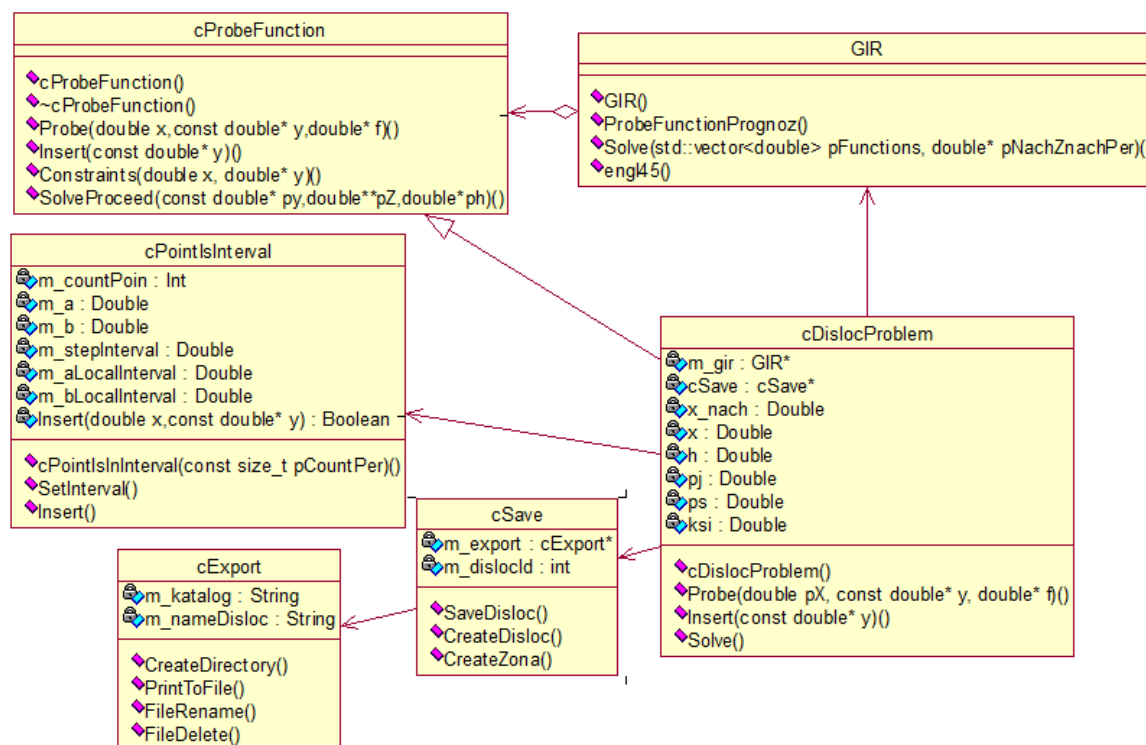 cProbeFunction
cProbeFunction()
~cProbeFunction()
Probe(double x,const double* y,double* f)()
Insert(const double* y)()
Constraints(double x, double* y)()
SolveProceed(const double* py,double**pZ,double*ph)()
GIR
GIR()
ProbeFunctionPrognoz()
Solve(std::vector<double> pFunctions, double* pNachZnachPer)()
engl45()
cPointIsInterval
m_countPoin : Int
m_a : Double
m_b : Double
m_stepInterval : Double
m_aLocalInterval : Double
m_bLocalInterval : Double
Insert(double x,const double* y) : Boolean
cPointIsInInterval(const size_t pCountPer)()
SetInterval()
Insert()
cDislocProblem
m_gir : GIR*
cSave : cSave*
x_nach : Double
x : Double
h : Double
pj : Double
ps : Double
ksi : Double
cDislocProblem()
Probe(double pX, const double* y, double* f)()
Insert(const double* y)()
Solve()
cSave
m_export : cExport*
m_dislocId : int
SaveDisloc()
CreateDisloc()
CreateZona()
cExport
m_katalog : String
m_nameDisloc : String
CreateDirectory()
PrintToFile()
FileRename()
FileDelete()